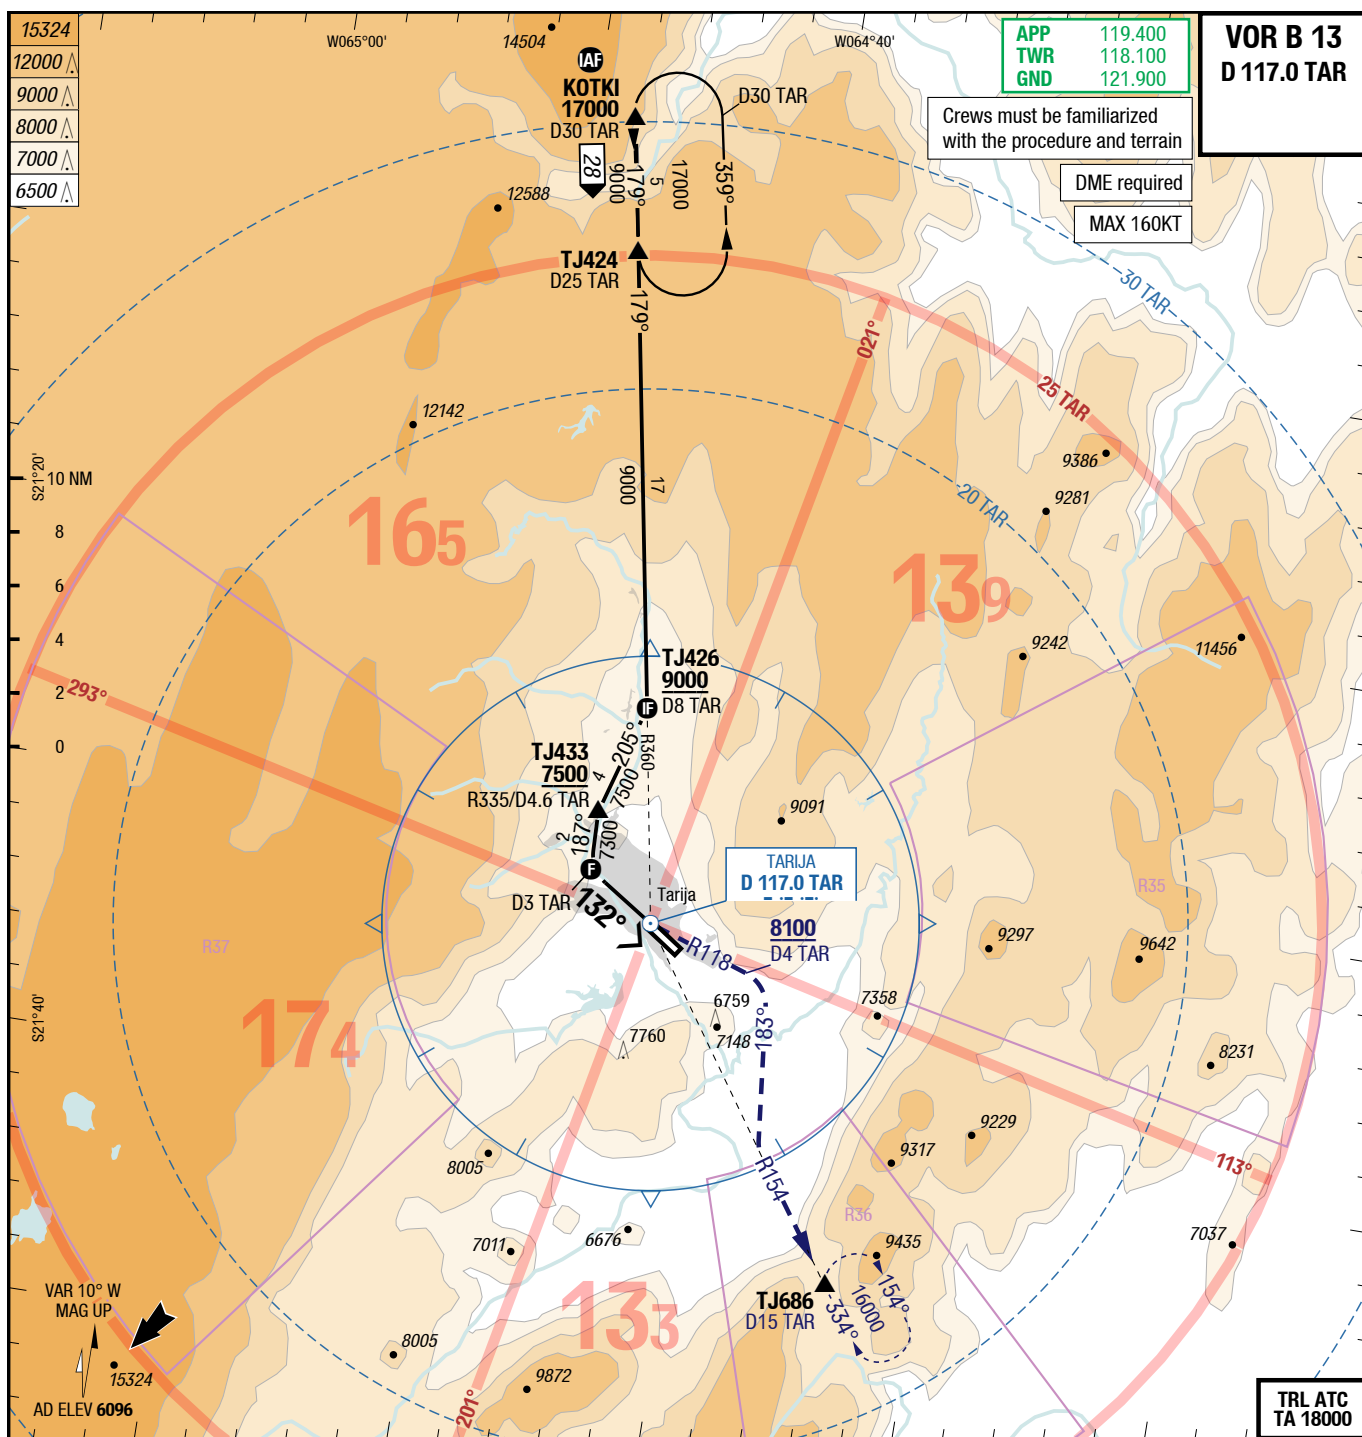 15324
12000
9000
8000
7000
6500
W065°00'
14504
W064°40'
APP 119.400
TWR 118.100
GND 121.900
VOR B 13
D 117.0 TAR
Crews must be familiarized
with the procedure and terrain
DME required
MAX 160KT
IAF
KOTKI
17000
D30 TAR
D30 TAR
28
9000
179°
5
17000
359°
12588
TJ424
D25 TAR
179°
30 TAR
021°
25 TAR
12142
9386
S21°20'
10 NM
8
6
4
2
0
9000
17
20 TAR
9281
165
139
9242
11456
293°
TJ426
9000
D8 TAR
IF
R360
205°
TJ433
7500
R335/D4.6 TAR
4
7500
187°
2
7300
9091
F
D3 TAR
132°
Tarija
TARIJA
D 117.0 TAR
R35
R37
8100
D4 TAR
R118
9297
9642
174
S21°40'
6759
7148
183°
7358
7760
8231
9229
9317
8005
113°
R154
R36
7011
6676
9435
7037
VAR 10° W
MAG UP
133
TJ686
D15 TAR
154°
16000
334°
15324
8005
9872
AD ELEV 6096
201°
TRL ATC
TA 18000